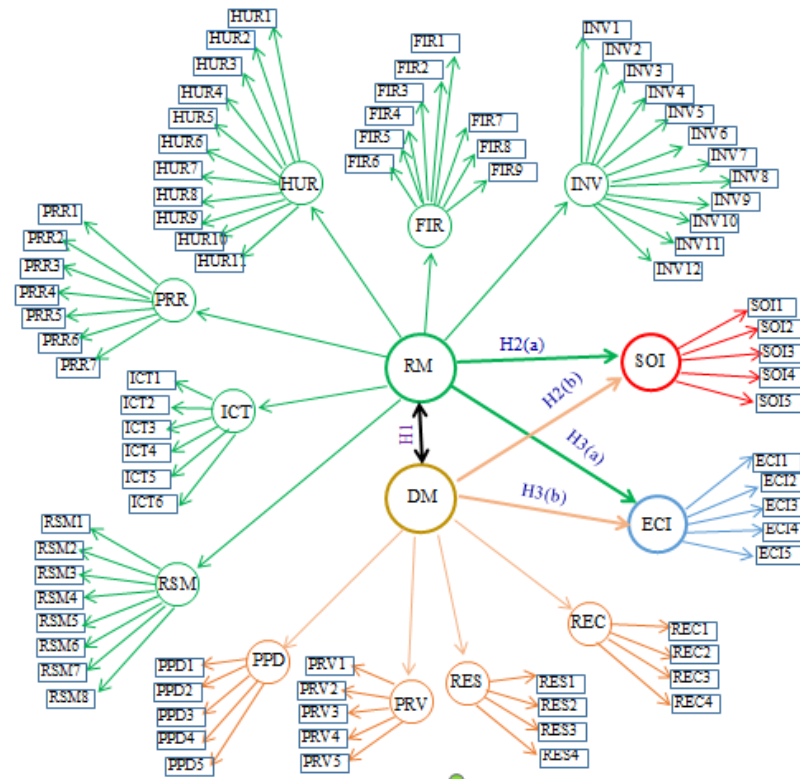 HUR1
HUR2
HUR3
HUR4
HUR5
HUR6
HUR7
HUR8
HUR9
HUR10
HUR11
HUR
FIR1
FIR2
FIR3
FIR4
FIR5
FIR6
FIR7
FIR8
FIR9
FIR
INV1
INV2
INV3
INV4
INV5
INV6
INV7
INV8
INV9
INV10
INV11
INV12
INV
PRR1
PRR2
PRR3
PRR4
PRR5
PRR6
PRR7
PRR
ICT1
ICT2
ICT3
ICT4
ICT5
ICT6
ICT
RSM1
RSM2
RSM3
RSM4
RSM5
RSM6
RSM7
RSM8
RSM
RM
H1
DM
H2(a)
H2(b)
H3(a)
H3(b)
SOI
SOI1
SOI2
SOI3
SOI4
SOI5
ECI
ECI1
ECI2
ECI3
ECI4
ECI5
PPD
PPD1
PPD2
PPD3
PPD4
PPD5
PRV1
PRV2
PRV3
PRV4
PRV5
PRV
RES
RES1
RES2
RES3
RES4
REC
REC1
REC2
REC3
REC4